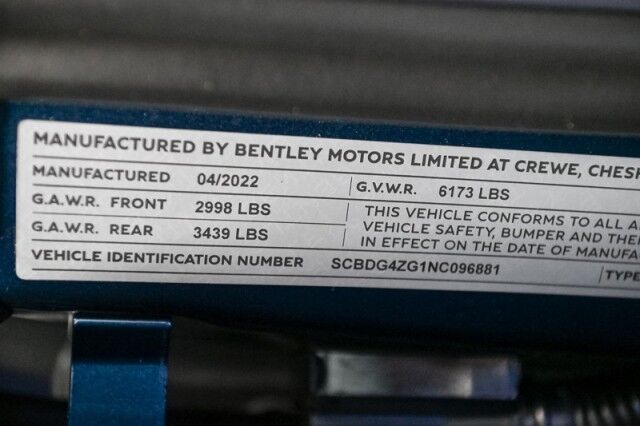 MANUFACTURED BY BENTLEY MOTORS LIMITED AT CREWE,
MANUFACTURED 04/2022 G.V.W.R. 6173 LBS
G.A.W.R. FRONT 2998 LBS
THIS VEHICLE CONFORMS TO ALL
G.A.W.R. REAR 3439 LBS
VEHICLE SAFETY, BUMPER AND
IN EFFECT ON THE DATE OF
VEHICLE IDENTIFICATION NUMBER SCBDG4ZG1NC096881 TYPE